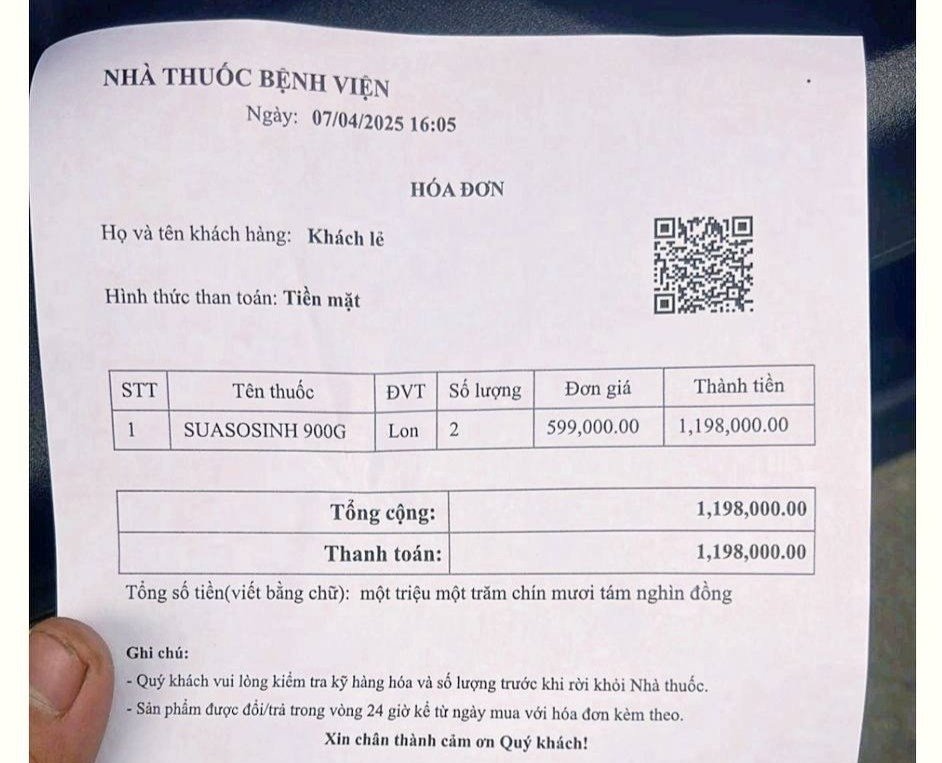 NHÀ THUỐC BỆNH VIỆN
Ngày: 07/04/2025 16:05
HÓA ĐƠN
Họ và tên khách hàng: Khách lẻ
Hình thức than toán: Tiền mặt
STT Tên thuốc ĐVT Số lượng Đơn giá Thành tiền
1 SUASOSINH 900G Lon 2 599,000.00 1,198,000.00
Tổng cộng: 1,198,000.00
Thanh toán: 1,198,000.00
Tổng số tiền(viết bằng chữ): một triệu một trăm chín mươi tám nghìn đồng
Ghi chú:
- Quý khách vui lòng kiểm tra kỹ hàng hóa và số lượng trước khi rời khỏi Nhà thuốc.
- Sản phẩm được đổi/trả trong vòng 24 giờ kể từ ngày mua với hóa đơn kèm theo.
Xin chân thành cảm ơn Quý khách!